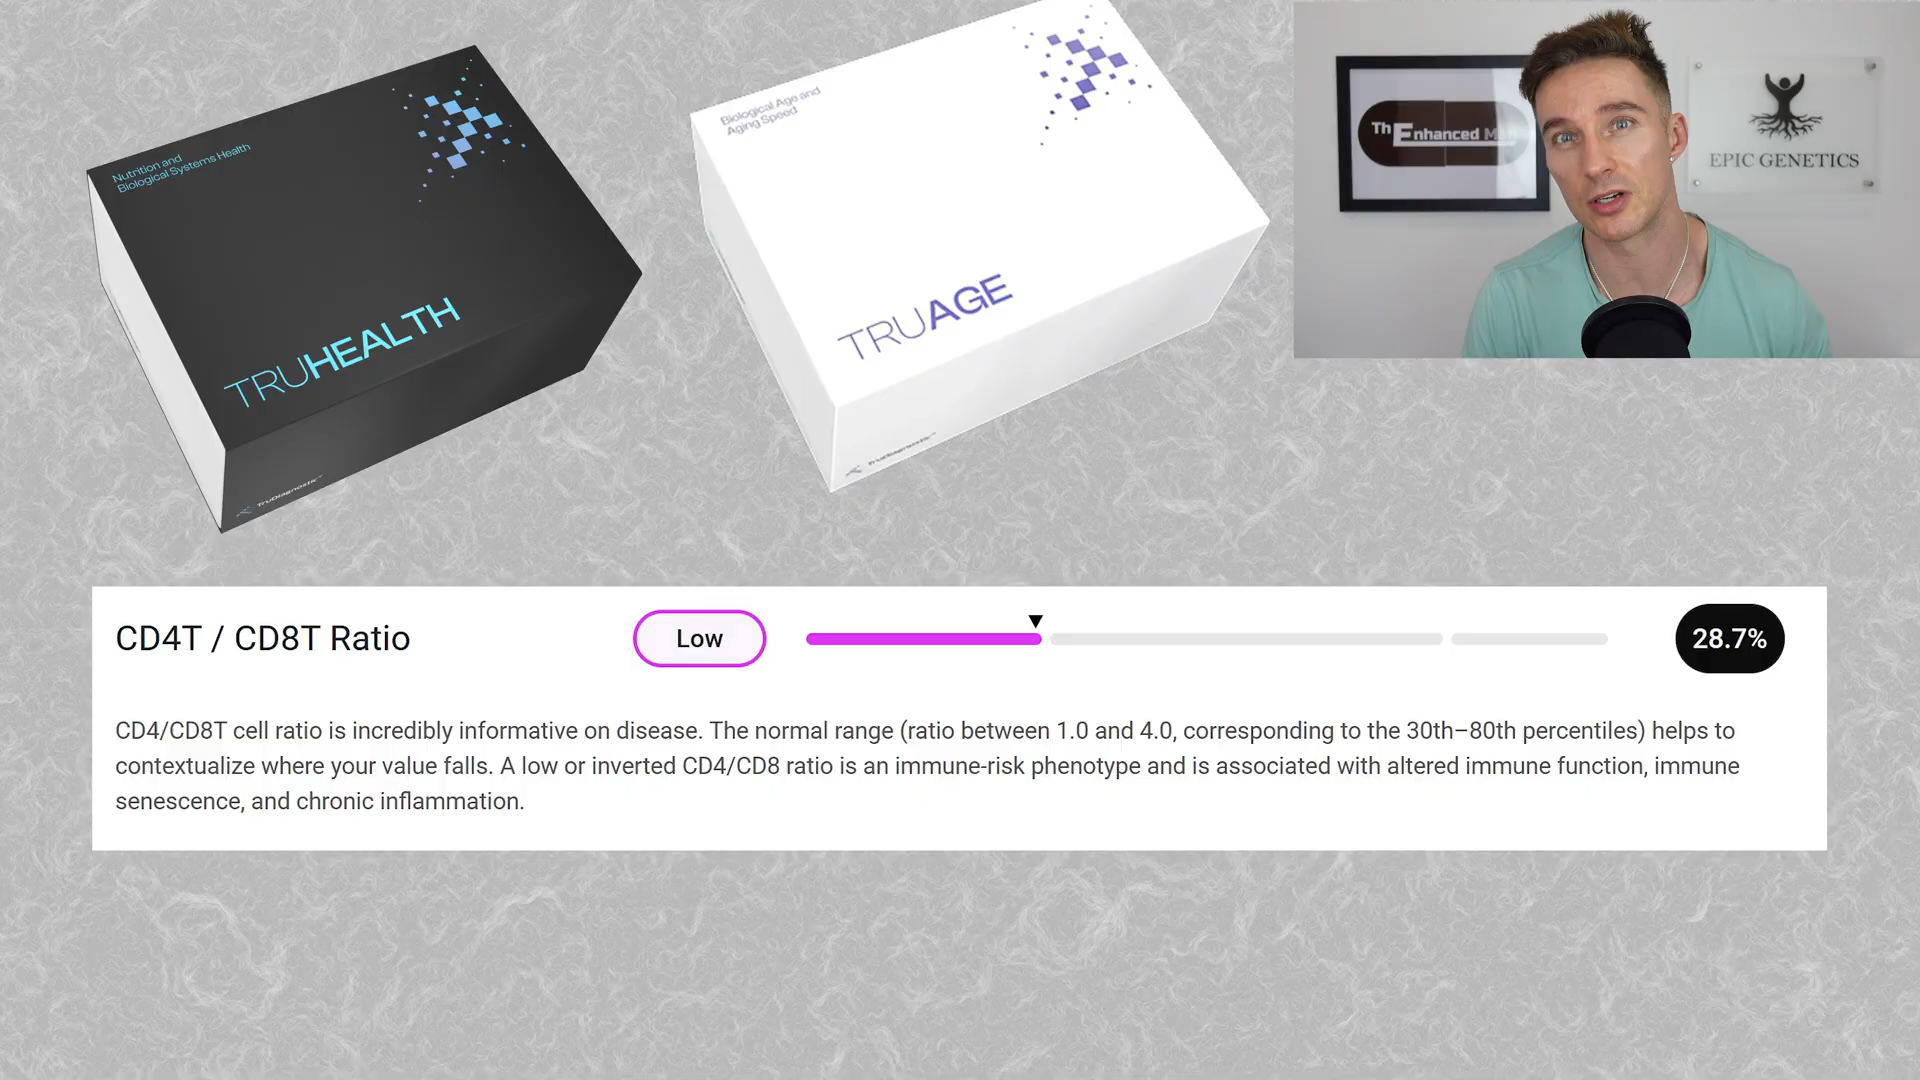 Nutrition and
Biological Systems Health
TRUHEALTH
TruDiagnostic™
Biological Age and
Aging Speed
TRUAGE
TruDiagnostic™
ThEnhanced M
EPIC GENETICS
CD4T / CD8T Ratio
Low
28.7%
CD4/CD8T cell ratio is incredibly informative on disease. The normal range (ratio between 1.0 and 4.0, corresponding to the 30th–80th percentiles) helps to
contextualize where your value falls. A low or inverted CD4/CD8 ratio is an immune-risk phenotype and is associated with altered immune function, immune
senescence, and chronic inflammation.